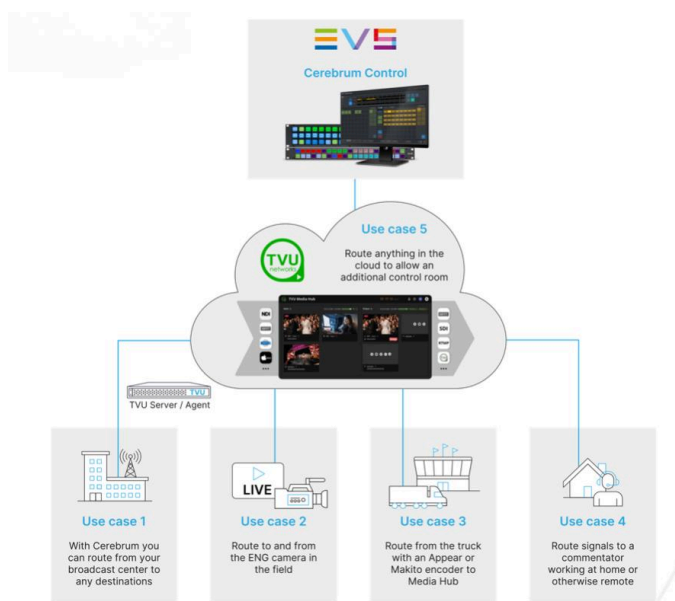 EVS
Cerebrum Control
Use case 5
Route anything in the
cloud to allow an
additional control room
TVU
networks
TVU Media Hub
NDI
SDI
TVU
TVU Server / Agent
LIVE
Use case 1
With Cerebrum you
can route from your
broadcast center to
any destinations
Use case 2
Route to and from
the ENG camera in
the field
Use case 3
Route from the truck
with an Appear or
Makito encoder to
Media Hub
Use case 4
Route signals to a
commentator
working at home or
otherwise remote